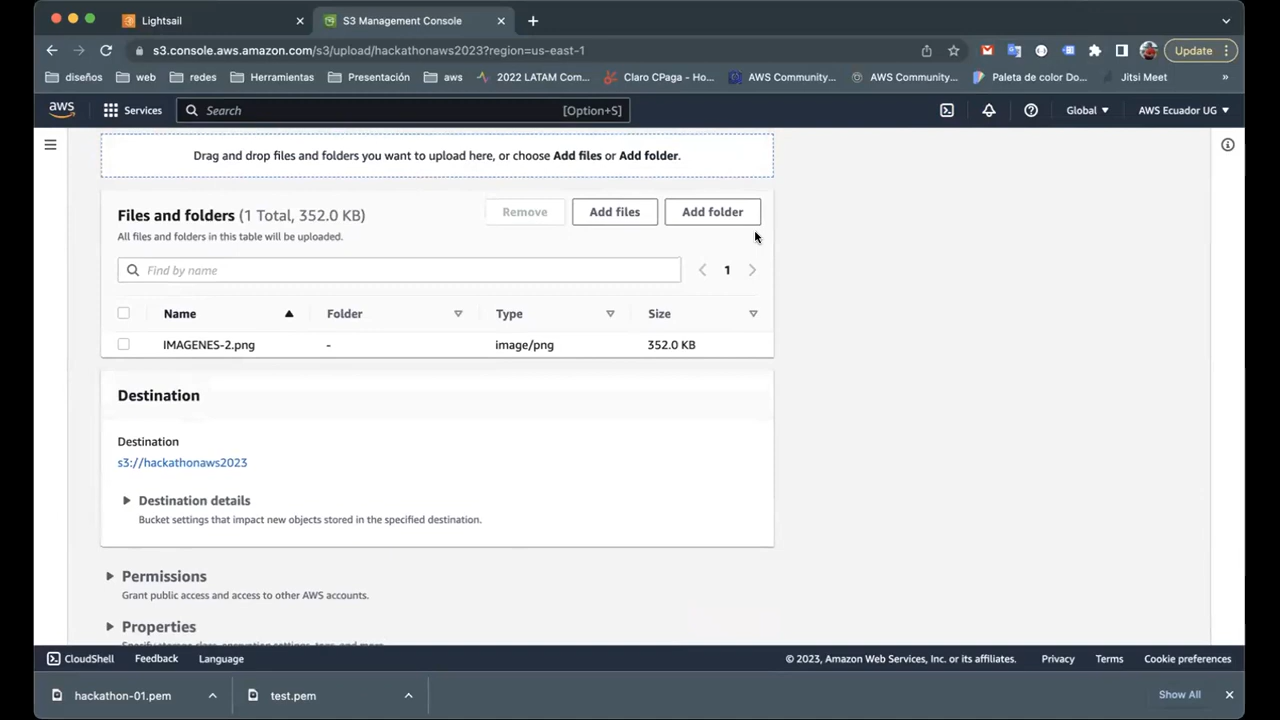 Lightsail
S3 Management Console
s3.console.aws.amazon.com/s3/upload/hackathonaws2023?region=us-east-1
Update
diseños
web
redes
Herramientas
Presentación
aws
2022 LATAM Com...
Claro CPaga - Ho...
AWS Community...
AWS Community...
Paleta de color Do...
Jitsi Meet
»
aws
Services
Search
[Option+S]
Global
AWS Ecuador UG
Drag and drop files and folders you want to upload here, or choose Add files or Add folder.
Files and folders (1 Total, 352.0 KB)
Remove
Add files
Add folder
All files and folders in this table will be uploaded.
Find by name
1
Name
Folder
Type
Size
IMAGENES-2.png
-
image/png
352.0 KB
Destination
Destination
s3://hackathonaws2023
Destination details
Bucket settings that impact new objects stored in the specified destination.
Permissions
Grant public access and access to other AWS accounts.
Properties
CloudShell
Feedback
Language
© 2023, Amazon Web Services, Inc. or its affiliates.
Privacy
Terms
Cookie preferences
hackathon-01.pem
test.pem
Show All